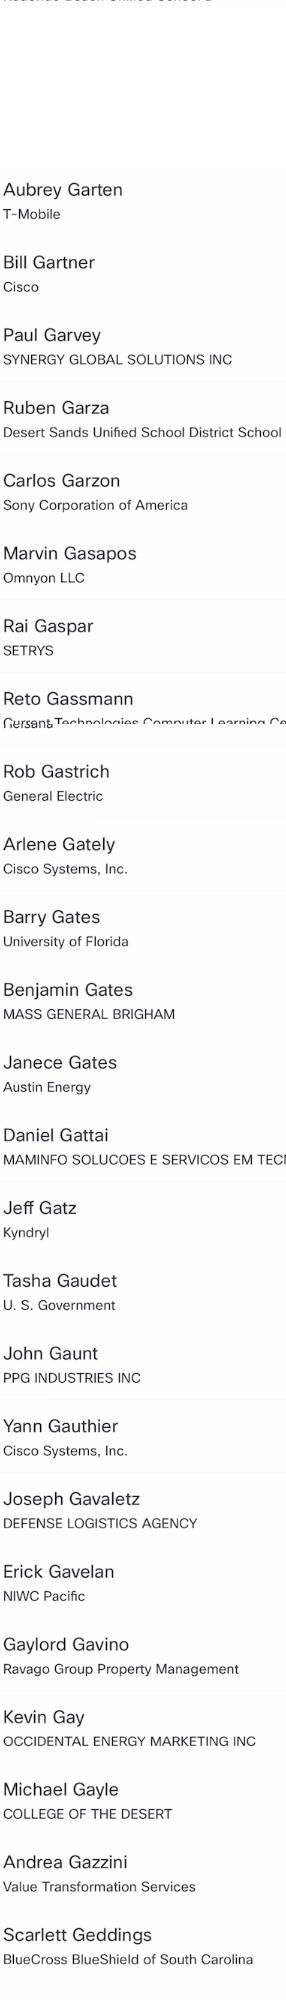 Aubrey Garten
T-Mobile
Bill Gartner
Cisco
Paul Garvey
SYNERGY GLOBAL SOLUTIONS INC
Ruben Garza
Desert Sands Unified School District School
Carlos Garzon
Sony Corporation of America
Marvin Gasapos
Omnyon LLC
Rai Gaspar
SETRYS
Reto Gassmann
Technologies Computer Learning Ce
Rob Gastrich
General Electric
Arlene Gately
Cisco Systems, Inc.
Barry Gates
University of Florida
Benjamin Gates
MASS GENERAL BRIGHAM
Janece Gates
Austin Energy
Daniel Gattai
MAMINFO SOLUCOES E SERVICOS EM TECN
Jeff Gatz
Kyndryl
Tasha Gaudet
U. S. Government
John Gaunt
PPG INDUSTRIES INC
Yann Gauthier
Cisco Systems, Inc.
Joseph Gavaletz
DEFENSE LOGISTICS AGENCY
Erick Gavelan
NIWC Pacific
Gaylord Gavino
Ravago Group Property Management
Kevin Gay
OCCIDENTAL ENERGY MARKETING INC
Michael Gayle
COLLEGE OF THE DESERT
Andrea Gazzini
Value Transformation Services
Scarlett Geddings
BlueCross BlueShield of South Carolina